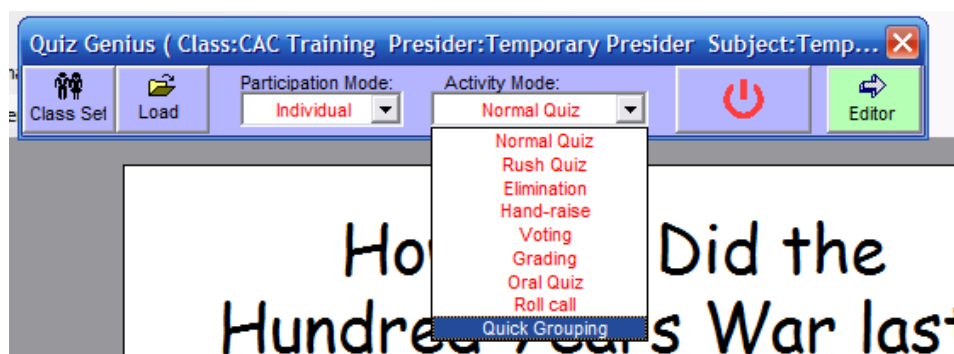 Quiz Genius ( Class:CAC Training Presider:Temporary Presider Subject:Temp...
Class Set
Load
Participation Mode:
Individual
Activity Mode:
Normal Quiz
Editor
Normal Quiz
Rush Quiz
Elimination
Hand-raise
Voting
Grading
Oral Quiz
Roll call
Quick Grouping
Did the
Hundred Years War last